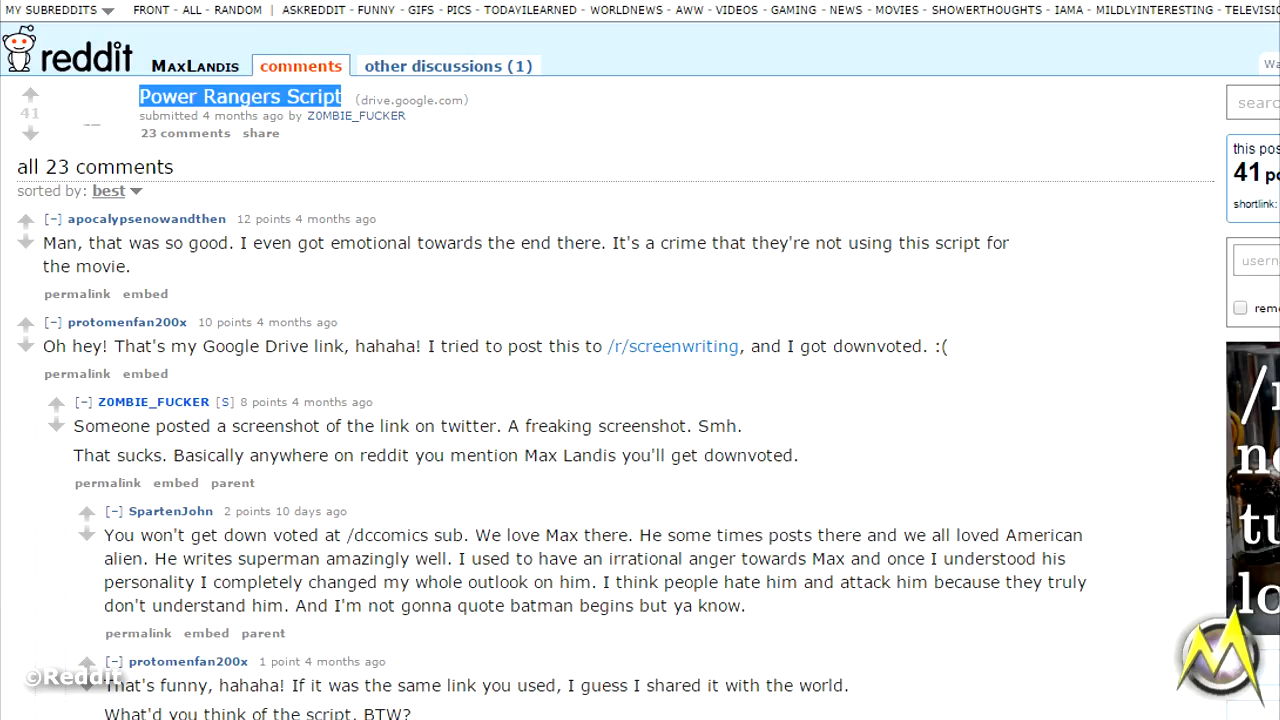 MY SUBREDDITS FRONT - ALL - RANDOM | ASKREDDIT - FUNNY - GIFS - PICS - TODAYILEARNED - WORLDNEWS - AWW - VIDEOS - GAMING - NEWS - MOVIES - SHOWERTHOUGHTS - IAMA - MILDLYINTERESTING - TELEVISIO
reddit MAXLANDIS comments other discussions (1)
Wa
Power Rangers Script (drive.google.com)
41
submitted 4 months ago by Z0MBIE_FUCKER
23 comments share
searc
this pos
41 po
shortlink:
usern
rem
all 23 comments
sorted by: best
[–] apocalypsenowandthen 12 points 4 months ago
Man, that was so good. I even got emotional towards the end there. It's a crime that they're not using this script for
the movie.
permalink embed
[–] protomenfan200x 10 points 4 months ago
Oh hey! That's my Google Drive link, hahaha! I tried to post this to /r/screenwriting, and I got downvoted. :(
permalink embed
[–] Z0MBIE_FUCKER [S] 8 points 4 months ago
Someone posted a screenshot of the link on twitter. A freaking screenshot. Smh.
That sucks. Basically anywhere on reddit you mention Max Landis you'll get downvoted.
permalink embed parent
[–] SpartenJohn 2 points 10 days ago
You won't get down voted at /dccomics sub. We love Max there. He some times posts there and we all loved American
alien. He writes superman amazingly well. I used to have an irrational anger towards Max and once I understood his
personality I completely changed my whole outlook on him. I think people hate him and attack him because they truly
don't understand him. And I'm not gonna quote batman begins but ya know.
permalink embed parent
[–] protomenfan200x 1 point 4 months ago
That's funny, hahaha! If it was the same link you used, I guess I shared it with the world.
What'd you think of the script, BTW?
©Reddit
M